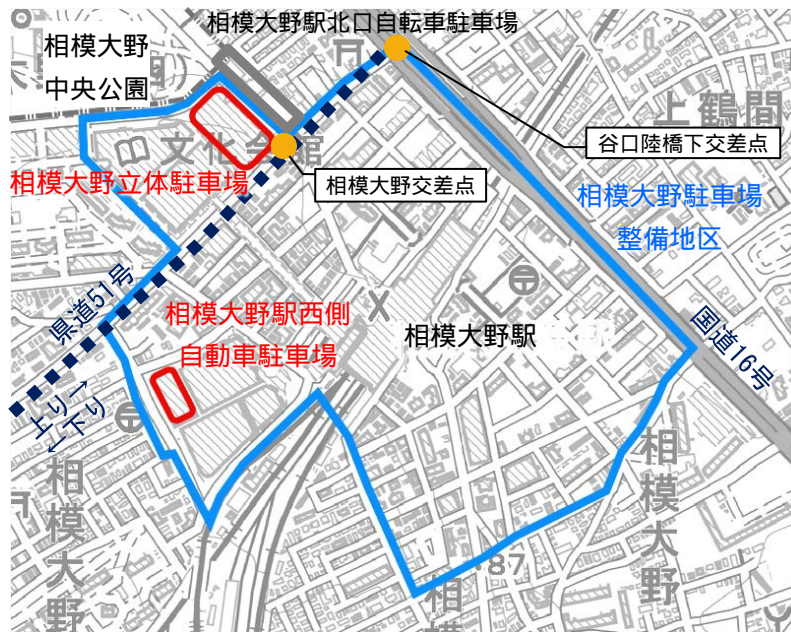 相模大野駅北口自転車駐車場
相模大野
中央公園
谷口陸橋下交差点
上鶴間
文化会館
相模大野立体駐車場
相模大野交差点
相模大野駐車場
整備地区
県道51号
相模大野駅西側
自動車駐車場
相模大野駅
国道16号
上り→
←下り
相模大野
相模大野
・87
相模